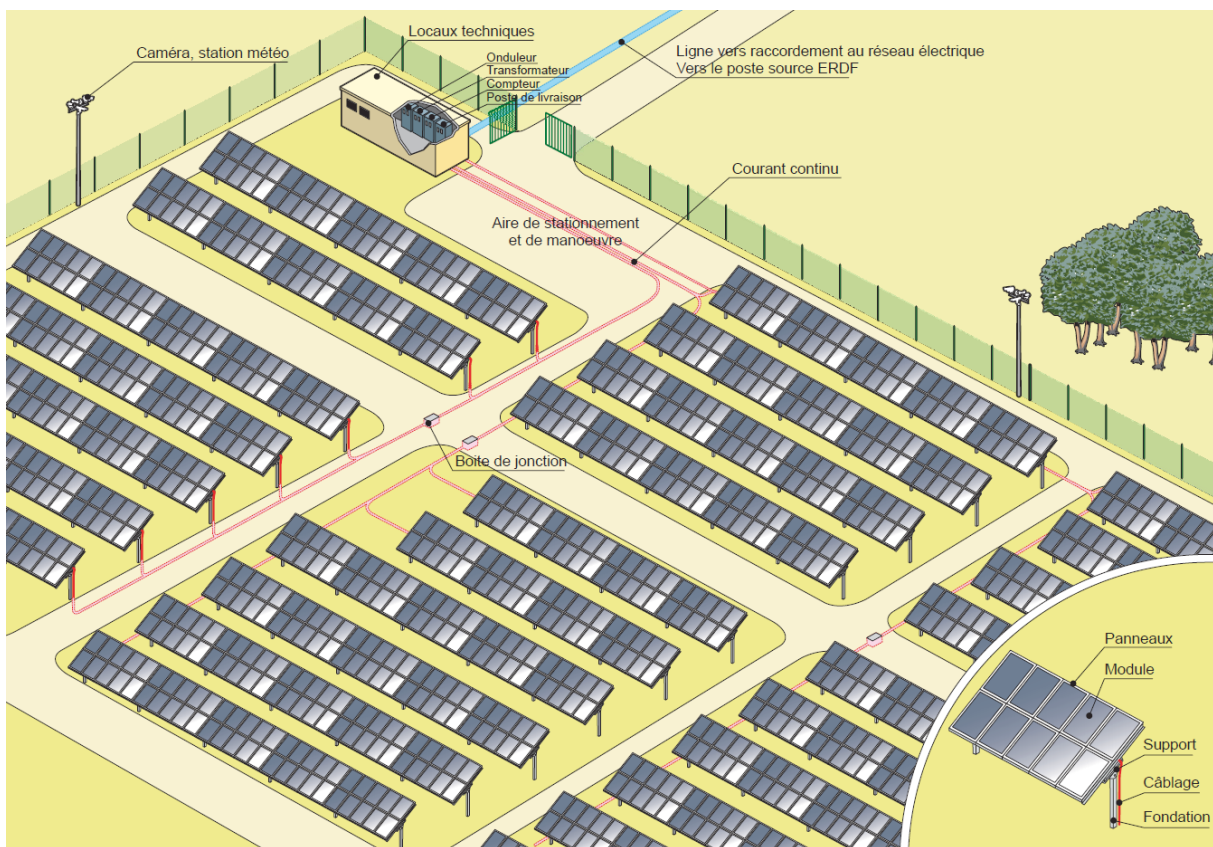 Caméra, station météo
Locaux techniques
Onduleur
Transformateur
Compteur
Poste de livraison
Ligne vers raccordement au réseau électrique
Vers le poste source ERDF
Courant continu
Aire de stationnement
et de manoeuvre
Boite de jonction
Panneaux
Module
Support
Câblage
Fondation